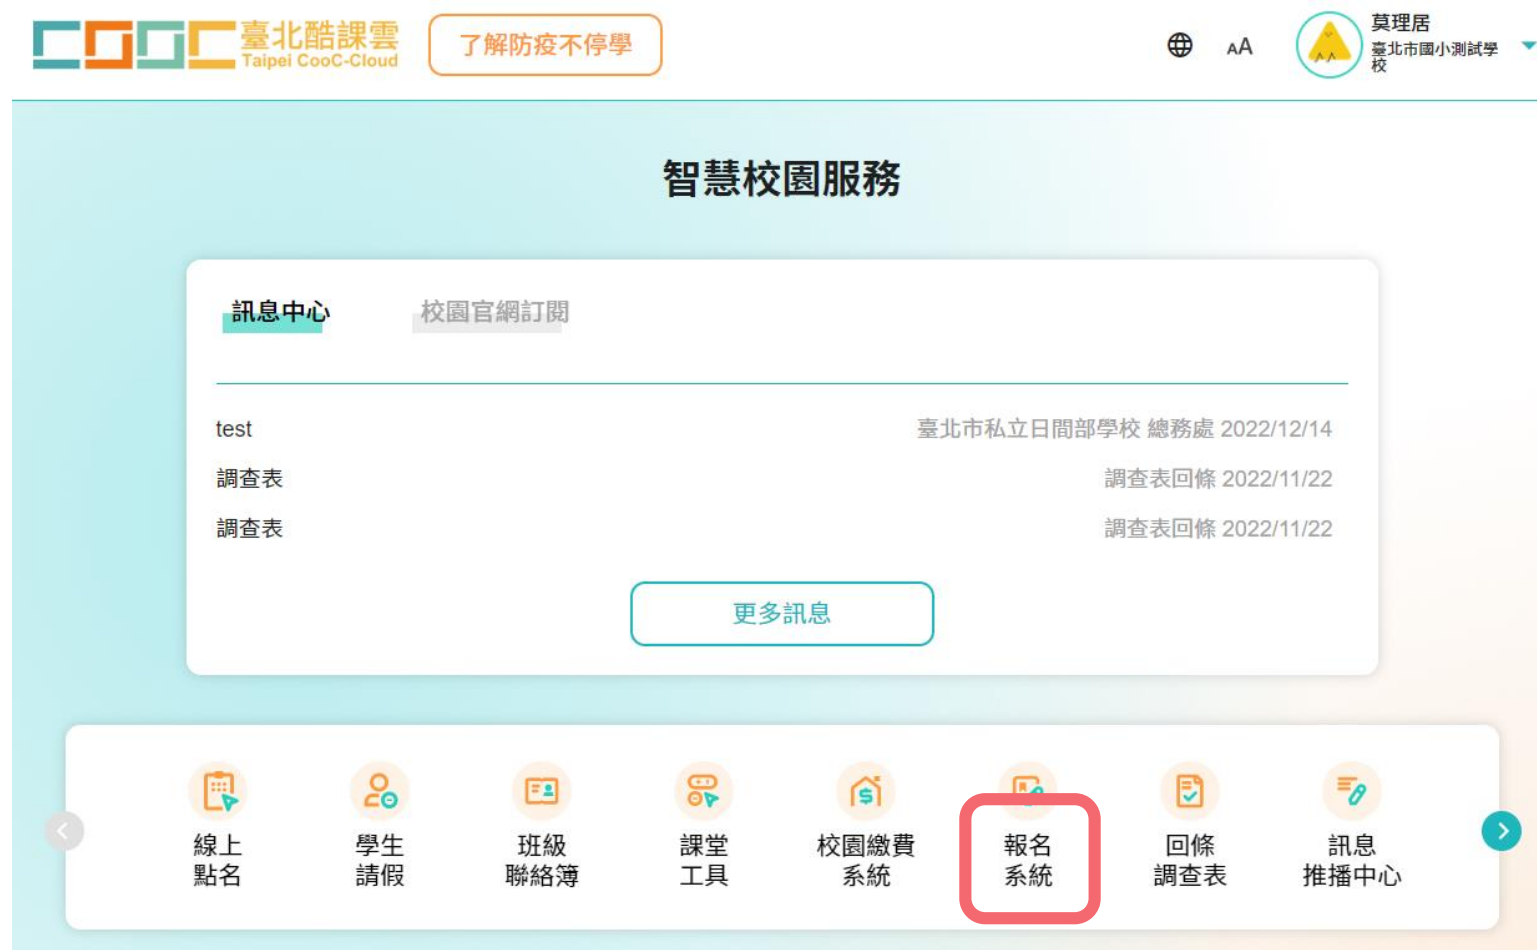 臺北酷課雲
Taipei CooC-Cloud
了解防疫不停學
AA
莫理居
臺北市國小測試學
校
智慧校園服務
訊息中心 校園官網訂閱
test 臺北市私立日間部學校 總務處 2022/12/14
調查表 調查表回條 2022/11/22
調查表 調查表回條 2022/11/22
更多訊息
線上
點名
學生
請假
班級
聯絡簿
課堂
工具
校園繳費
系統
報名
系統
回條
調查表
訊息
推播中心